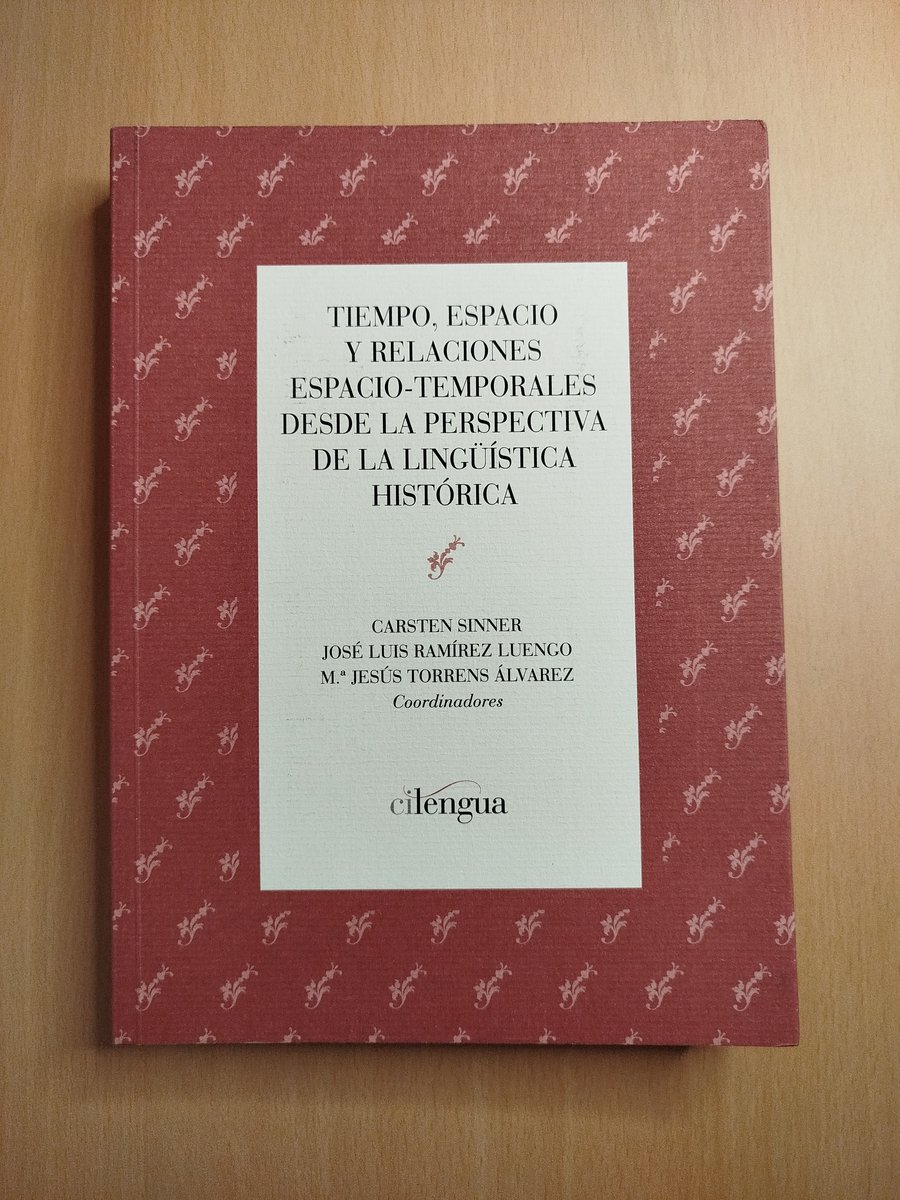 TIEMPO, ESPACIO
Y RELACIONES
ESPACIO-TEMPORALES
DESDE LA PERSPECTIVA
DE LA LINGÜÍSTICA
HISTÓRICA
CARSTEN SINNER
JOSÉ LUIS RAMÍREZ LUENGO
M.ª JESÚS TORRENS ÁLVAREZ
Coordinadores
cilengua